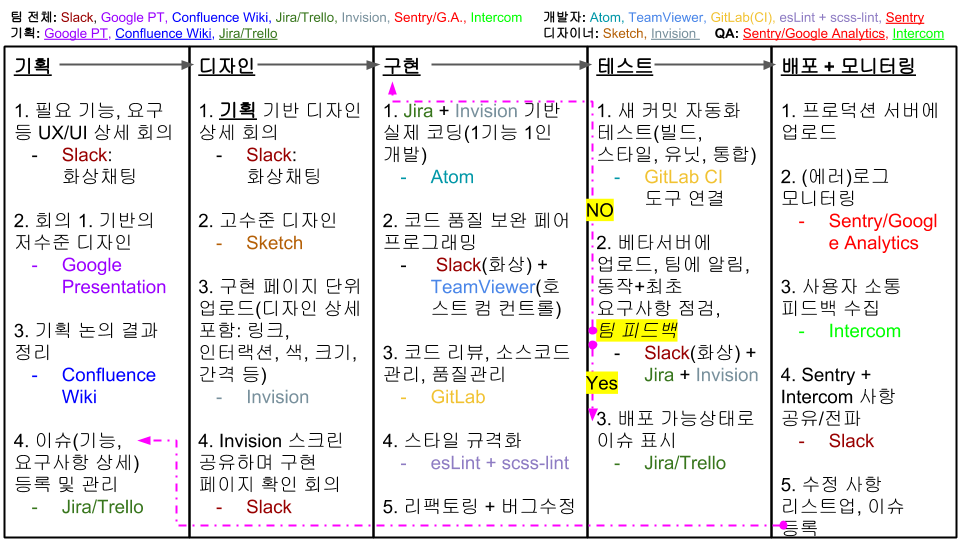 팀 전체: Slack, Google PT, Confluence Wiki, Jira/Trello, Invision, Sentry/G.A., Intercom
기획: Google PT, Confluence Wiki, Jira/Trello
개발자: Atom, TeamViewer, GitLab(CI), esLint + scss-lint, Sentry
디자이너: Sketch, Invision QA: Sentry/Google Analytics, Intercom
기획
1. 필요 기능, 요구
등 UX/UI 상세 회의
- Slack:
화상채팅
2. 회의 1. 기반의
저수준 디자인
- Google
Presentation
3. 기획 논의 결과
정리
- Confluence
Wiki
4. 이슈(기능,
요구사항 상세)
등록 및 관리
- Jira/Trello
디자인
1. 기획 기반 디자인
상세 회의
- Slack:
화상채팅
2. 고수준 디자인
- Sketch
3. 구현 페이지 단위
업로드(디자인 상세
포함: 링크,
인터랙션, 색, 크기,
간격 등)
- Invision
4. Invision 스크린
공유하며 구현
페이지 확인 회의
- Slack
구현
1. Jira + Invision 기반
실제 코딩(1기능 1인
개발)
- Atom
2. 코드 품질 보완 페어
프로그래밍
- Slack(화상) +
TeamViewer(호
스트 컴 컨트롤)
3. 코드 리뷰, 소스코드
관리, 품질관리
- GitLab
4. 스타일 규격화
- esLint + scss-lint
5. 리팩토링 + 버그수정
테스트
1. 새 커밋 자동화
테스트(빌드,
스타일, 유닛, 통합)
- GitLab CI
도구 연결
NO
2. 베타서버에
업로드, 팀에 알림,
동작+최초
요구사항 점검,
팀 피드백
- Slack(화상) +
Jira + Invision
Yes
3. 배포 가능상태로
이슈 표시
- Jira/Trello
배포 + 모니터링
1. 프로덕션 서버에
업로드
2. (에러)로그
모니터링
- Sentry/Googl
e Analytics
3. 사용자 소통
피드백 수집
- Intercom
4. Sentry +
Intercom 사항
공유/전파
- Slack
5. 수정 사항
리스트업, 이슈
등록